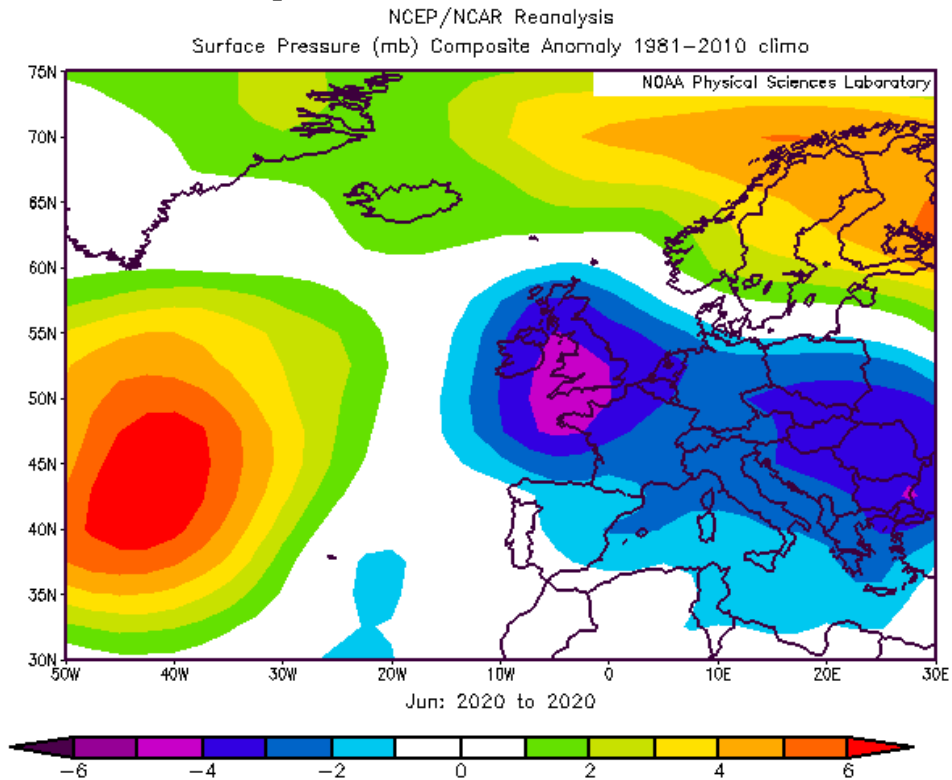 NCEP/NCAR Reanalysis
Surface Pressure (mb) Composite Anomaly 1981-2010 climo
NOAA Physical Sciences Laboratory
75N
70N
65N
60N
55N
50N
45N
40N
35N
30N
50W 40W 30W 20W 10W 0 10E 20E 30E
Jun: 2020 to 2020
-6 -4 -2 0 2 4 6